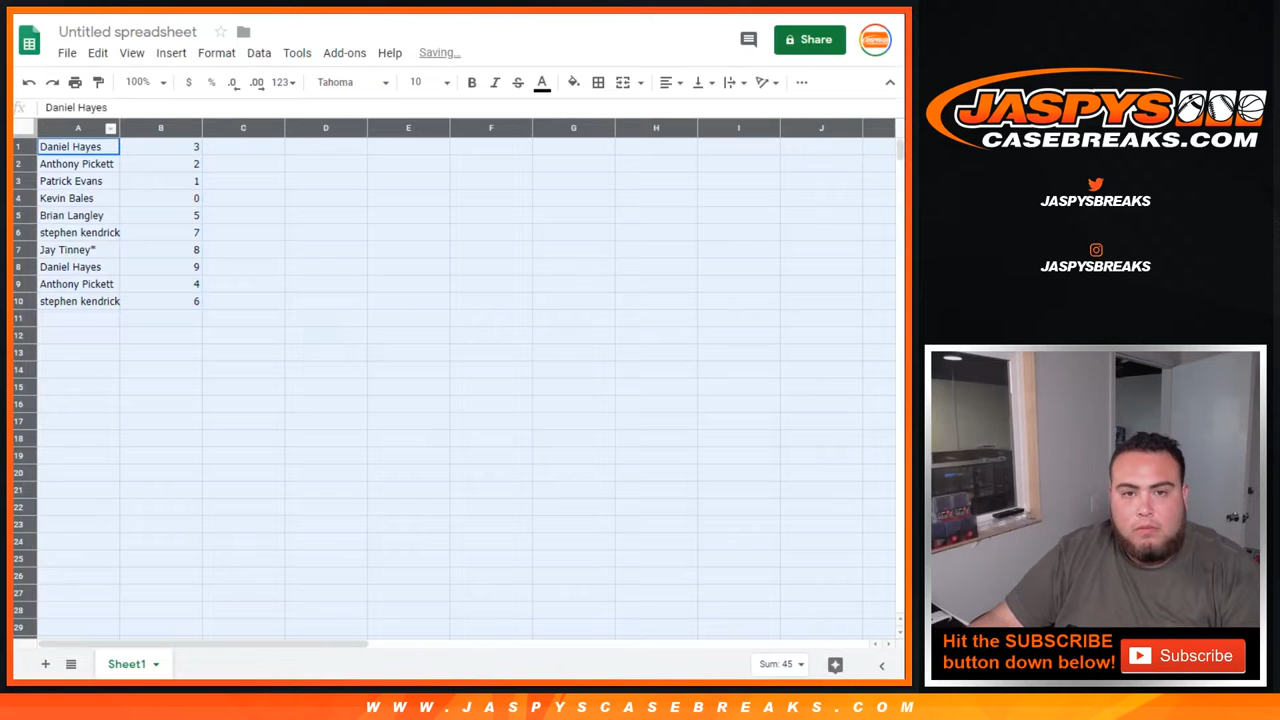 Untitled spreadsheet
File Edit View Insert Format Data Tools Add-ons Help Saving...
Share
100% $ % .0 .00 123 Tahoma 10 B I S A
fx Daniel Hayes
A B C D E F G H I J
1 Daniel Hayes 3
2 Anthony Pickett 2
3 Patrick Evans 1
4 Kevin Bales 0
5 Brian Langley 5
6 stephen kendrick 7
7 Jay Tinney* 8
8 Daniel Hayes 9
9 Anthony Pickett 4
10 stephen kendrick 6
11
12
13
14
15
16
17
18
19
20
21
22
23
24
25
26
27
28
29
Sheet1
Sum: 45
JASPYS
CASEBREAKS.COM
JASPYSBREAKS
JASPYSBREAKS
Hit the SUBSCRIBE
button down below!
Subscribe
WWW.JASPYSCASEBREAKS.COM